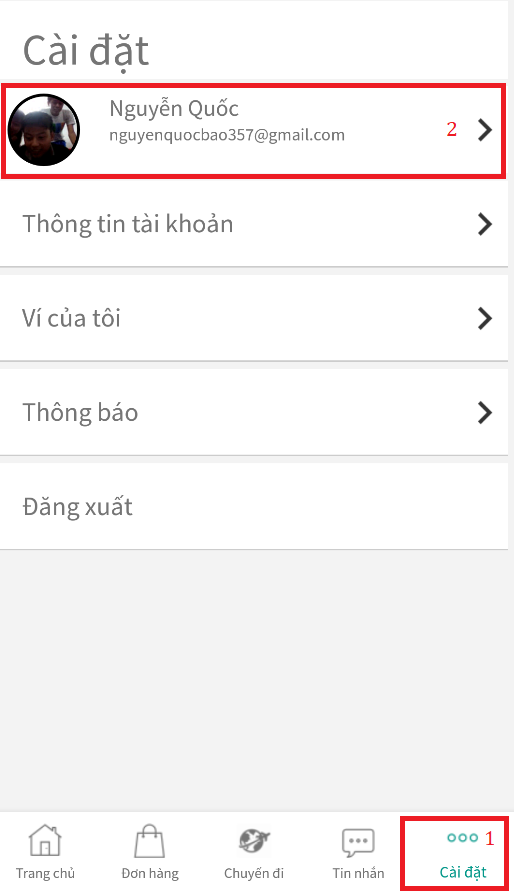 Cài đặt
Nguyễn Quốc
nguyenquocbao357@gmail.com
2
Thông tin tài khoản
Ví của tôi
Thông báo
Đăng xuất
1
Trang chủ
Đơn hàng
Chuyến đi
Tin nhắn
Cài đặt